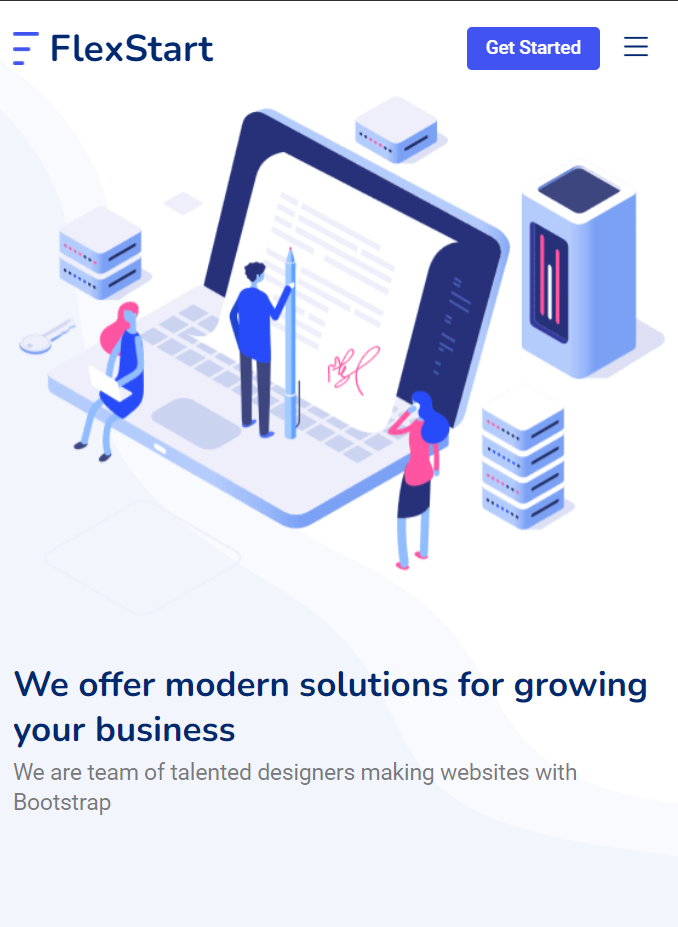 FlexStart
Get Started
We offer modern solutions for growing
your business
We are team of talented designers making websites with
Bootstrap